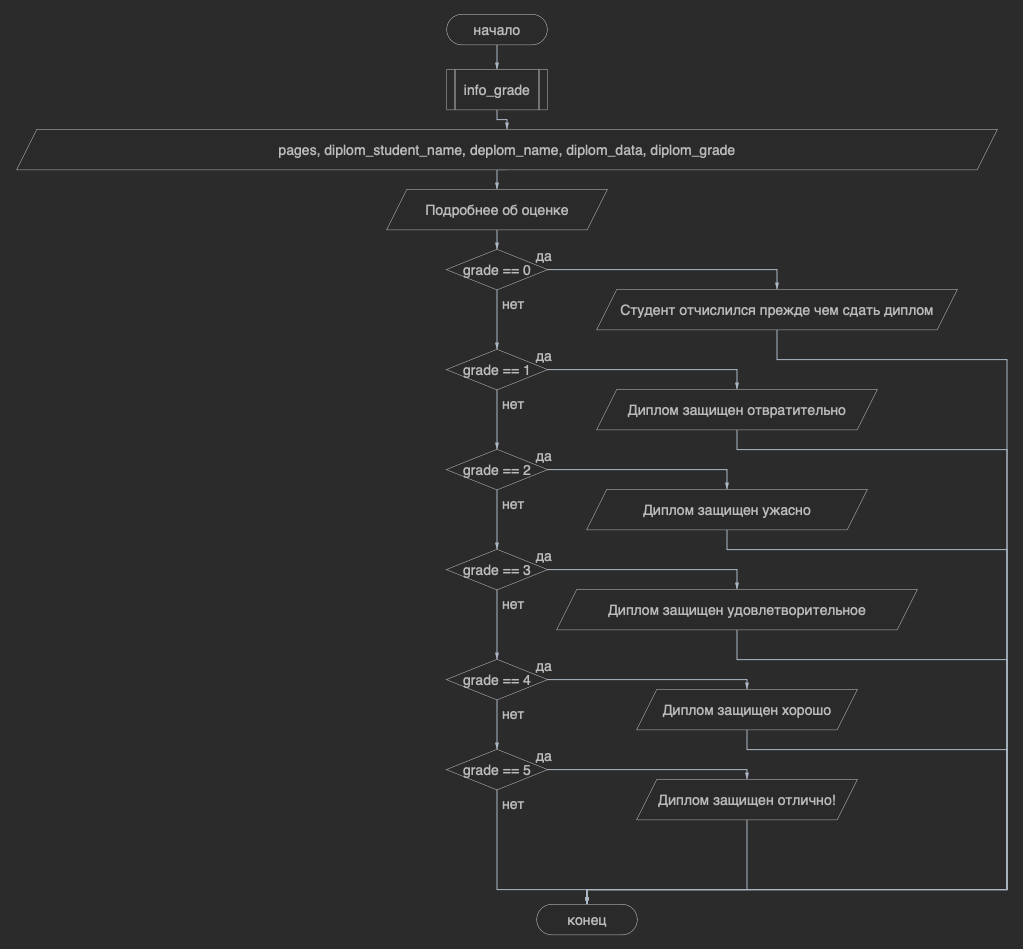 начало
info_grade
pages, diplom_student_name, deplom_name, diplom_data, diplom_grade
Подробнее об оценке
да
grade == 0
нет
Студент отчислился прежде чем сдать диплом
да
grade == 1
нет
Диплом защищен отвратительно
да
grade == 2
нет
Диплом защищен ужасно
да
grade == 3
нет
Диплом защищен удовлетворительное
да
grade == 4
нет
Диплом защищен хорошо
да
grade == 5
нет
Диплом защищен отлично!
конец